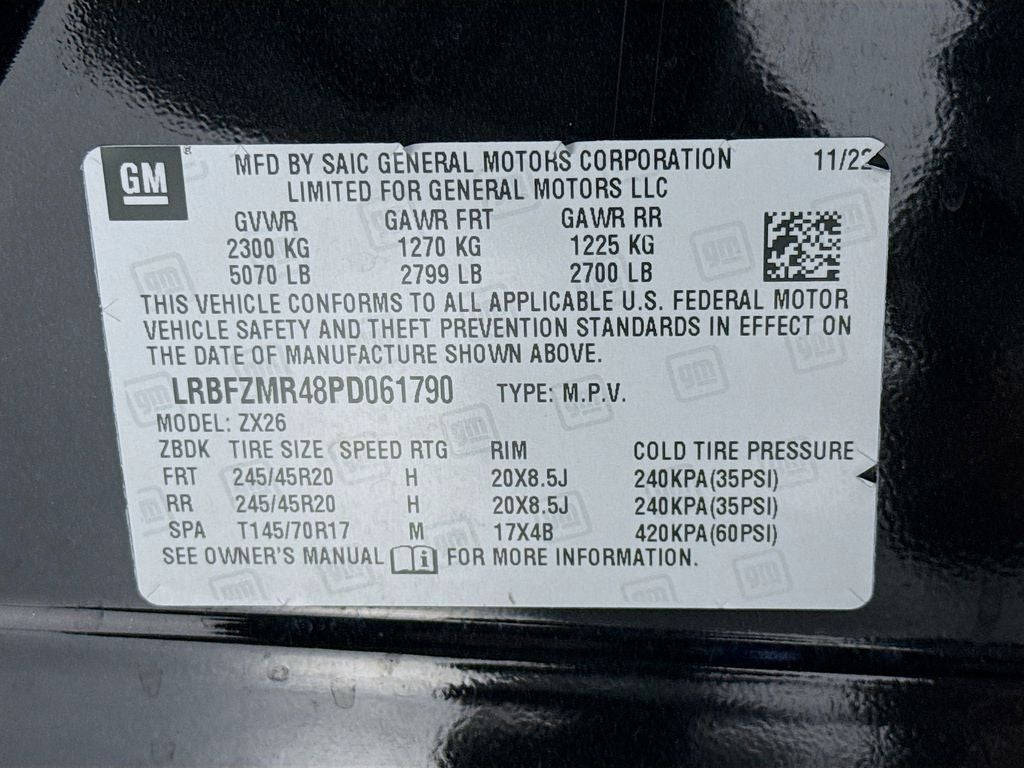 GM MFD BY SAIC GENERAL MOTORS CORPORATION 11/22
LIMITED FOR GENERAL MOTORS LLC
GVWR GAWR FRT GAWR RR
2300 KG 1270 KG 1225 KG
5070 LB 2799 LB 2700 LB
THIS VEHICLE CONFORMS TO ALL APPLICABLE U.S. FEDERAL MOTOR
VEHICLE SAFETY AND THEFT PREVENTION STANDARDS IN EFFECT ON
THE DATE OF MANUFACTURE SHOWN ABOVE.
LRBFZMR48PD061790 TYPE: M.P.V.
MODEL: ZX26
ZBDK TIRE SIZE SPEED RTG RIM COLD TIRE PRESSURE
FRT 245/45R20 H 20X8.5J 240KPA(35PSI)
RR 245/45R20 H 20X8.5J 240KPA(35PSI)
SPA T145/70R17 M 17X4B 420KPA(60PSI)
SEE OWNER'S MANUAL i FOR MORE INFORMATION.